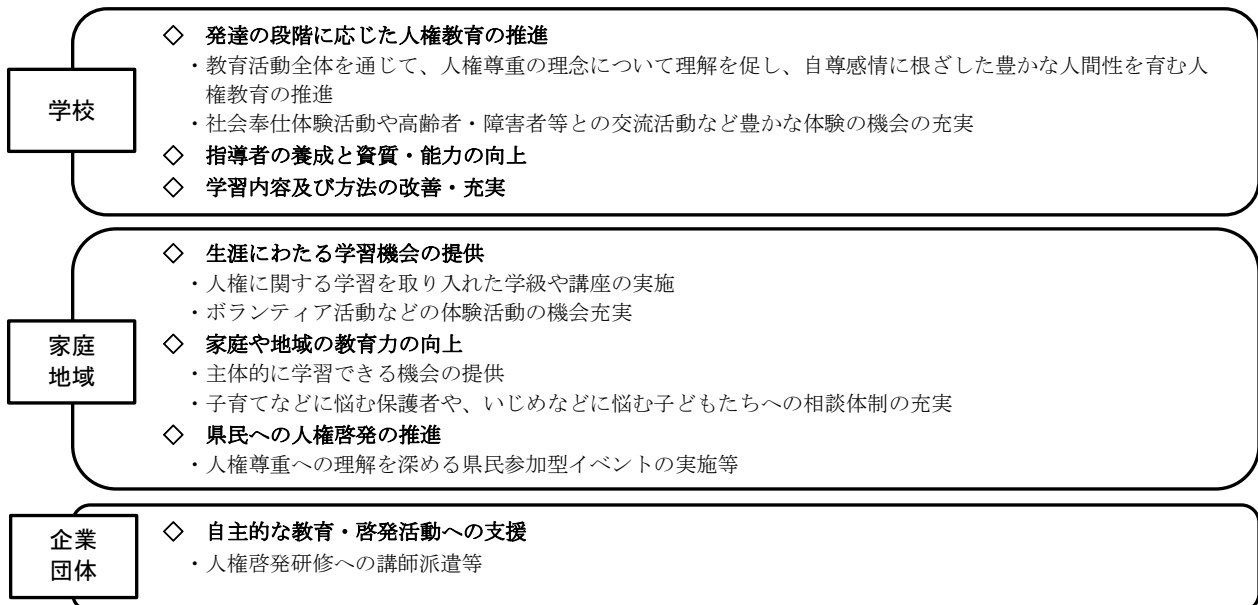 学校
◇ 発達の段階に応じた人権教育の推進
・教育活動全体を通じて、人権尊重の理念について理解を促し、自尊感情に根ざした豊かな人間性を育む人
権教育の推進
・社会奉仕体験活動や高齢者・障害者等との交流活動など豊かな体験の機会の充実
◇ 指導者の養成と資質・能力の向上
◇ 学習内容及び方法の改善・充実
家庭
地域
◇ 生涯にわたる学習機会の提供
・人権に関する学習を取り入れた学級や講座の実施
・ボランティア活動などの体験活動の機会充実
◇ 家庭や地域の教育力の向上
・主体的に学習できる機会の提供
・子育てなどに悩む保護者や、いじめなどに悩む子どもたちへの相談体制の充実
◇ 県民への人権啓発の推進
・人権尊重への理解を深める県民参加型イベントの実施等
企業
団体
◇ 自主的な教育・啓発活動への支援
・人権啓発研修への講師派遣等